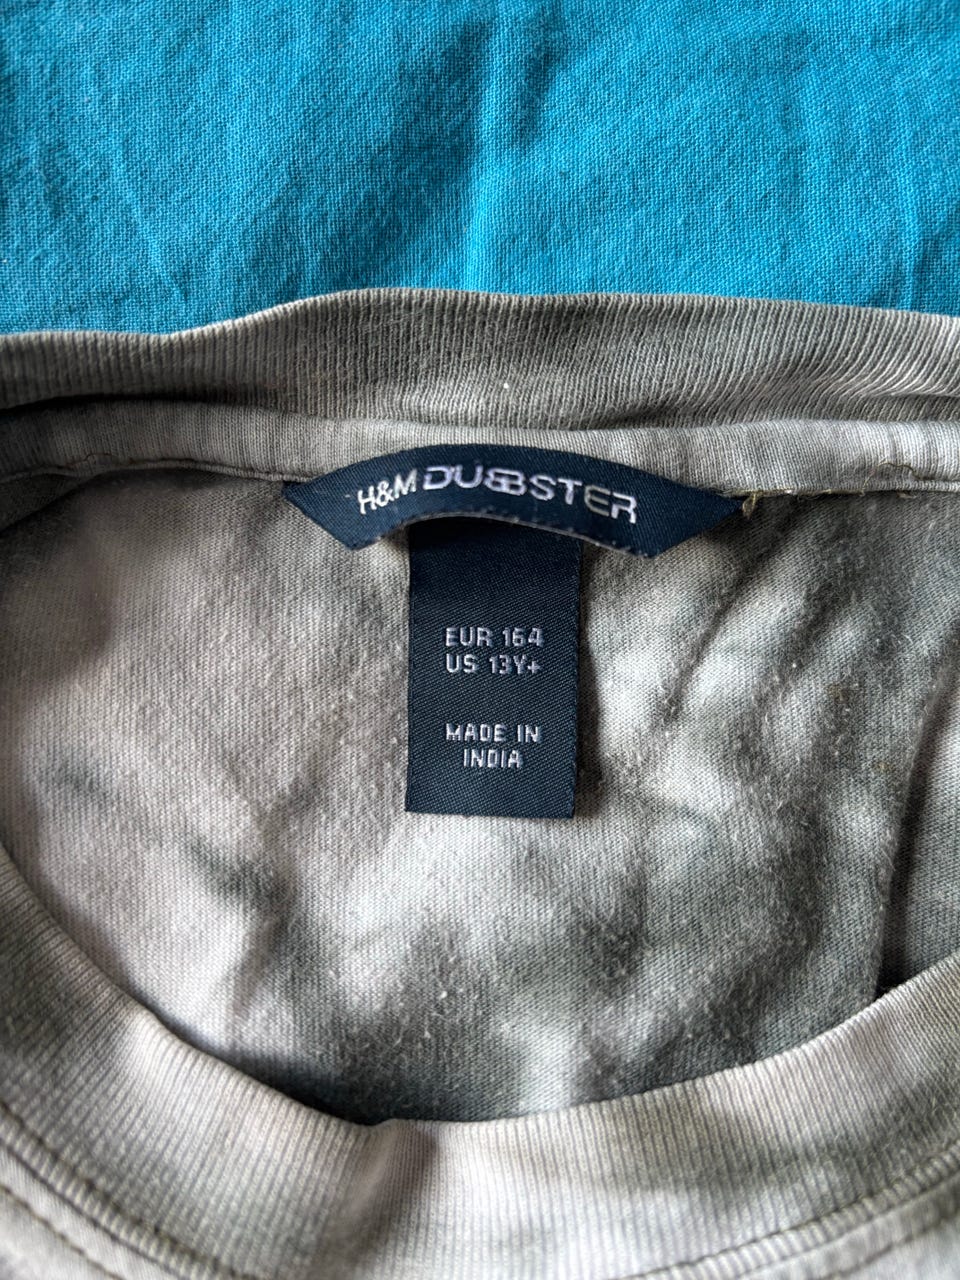 H&M DUBBSTER
EUR 164
US 13Y+
MADE IN
INDIA